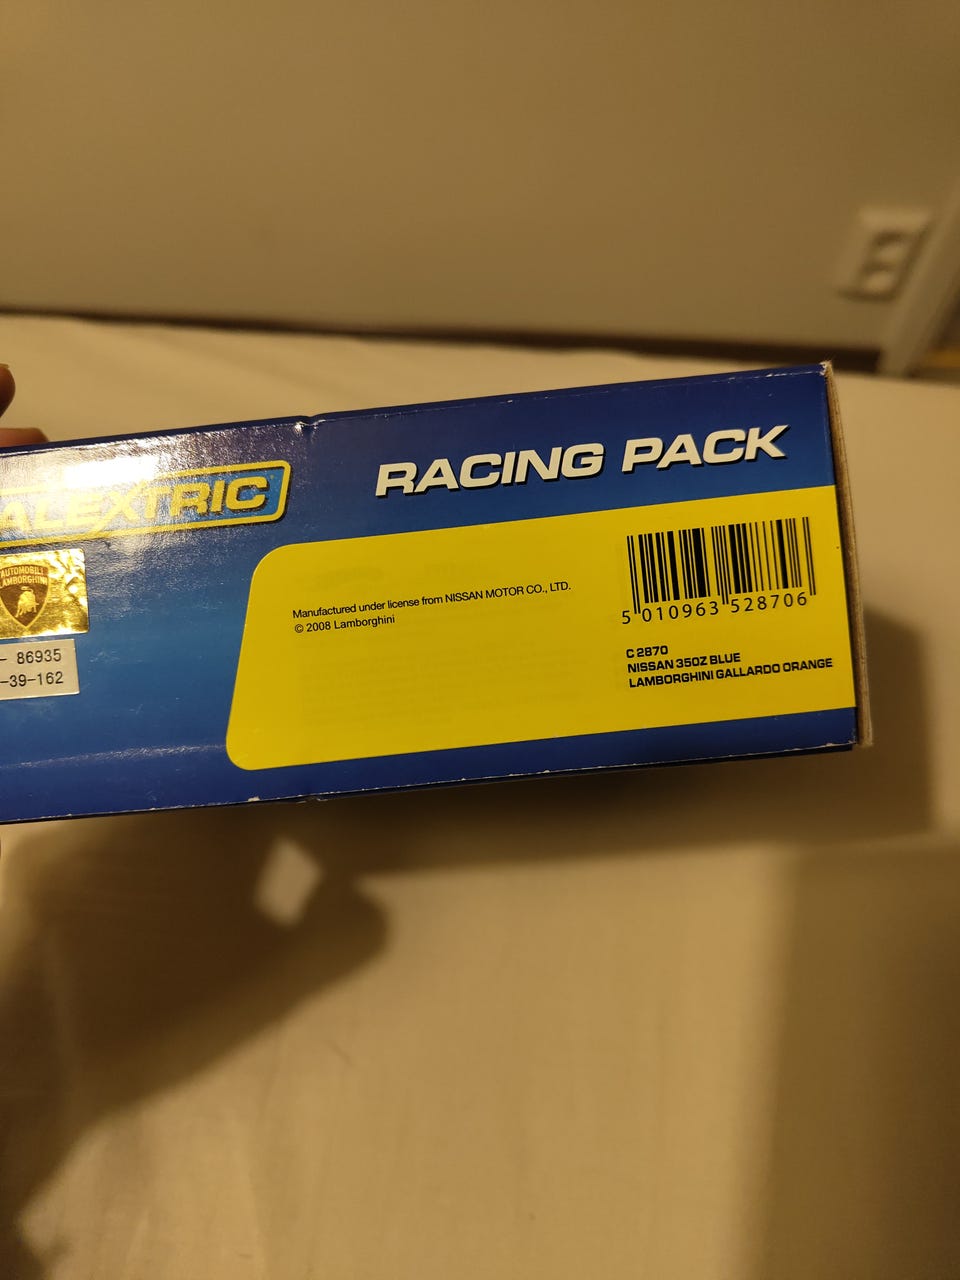 ALEXTRIC
RACING PACK
AUTOMOBILI
LAMBORGHINI
- 86935
-39-162
Manufactured under license from NISSAN MOTOR CO., LTD.
© 2008 Lamborghini
5 010963 528706
C 2870
NISSAN 350Z BLUE
LAMBORGHINI GALLARDO ORANGE